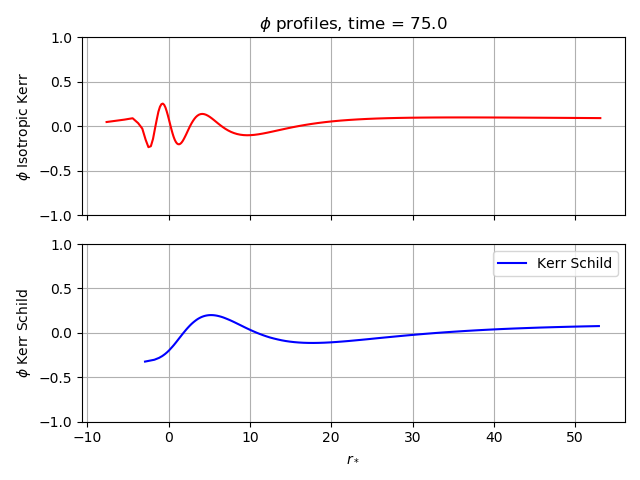 ϕ profiles, time = 75.0
1.0
0.5
0.0
−0.5
−1.0
ϕ Isotropic Kerr
1.0
0.5
0.0
−0.5
−1.0
ϕ Kerr Schild
Kerr Schild
−10 0 10 20 30 40 50
r*